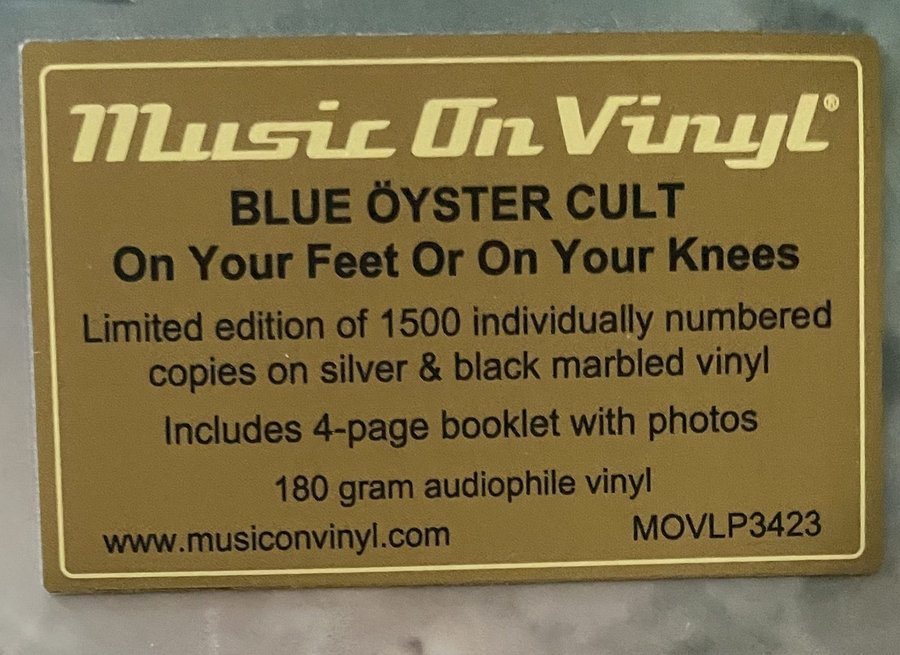 Music On Vinyl®
BLUE ÖYSTER CULT
On Your Feet Or On Your Knees
Limited edition of 1500 individually numbered
copies on silver & black marbled vinyl
Includes 4-page booklet with photos
180 gram audiophile vinyl
www.musiconvinyl.com MOVLP3423